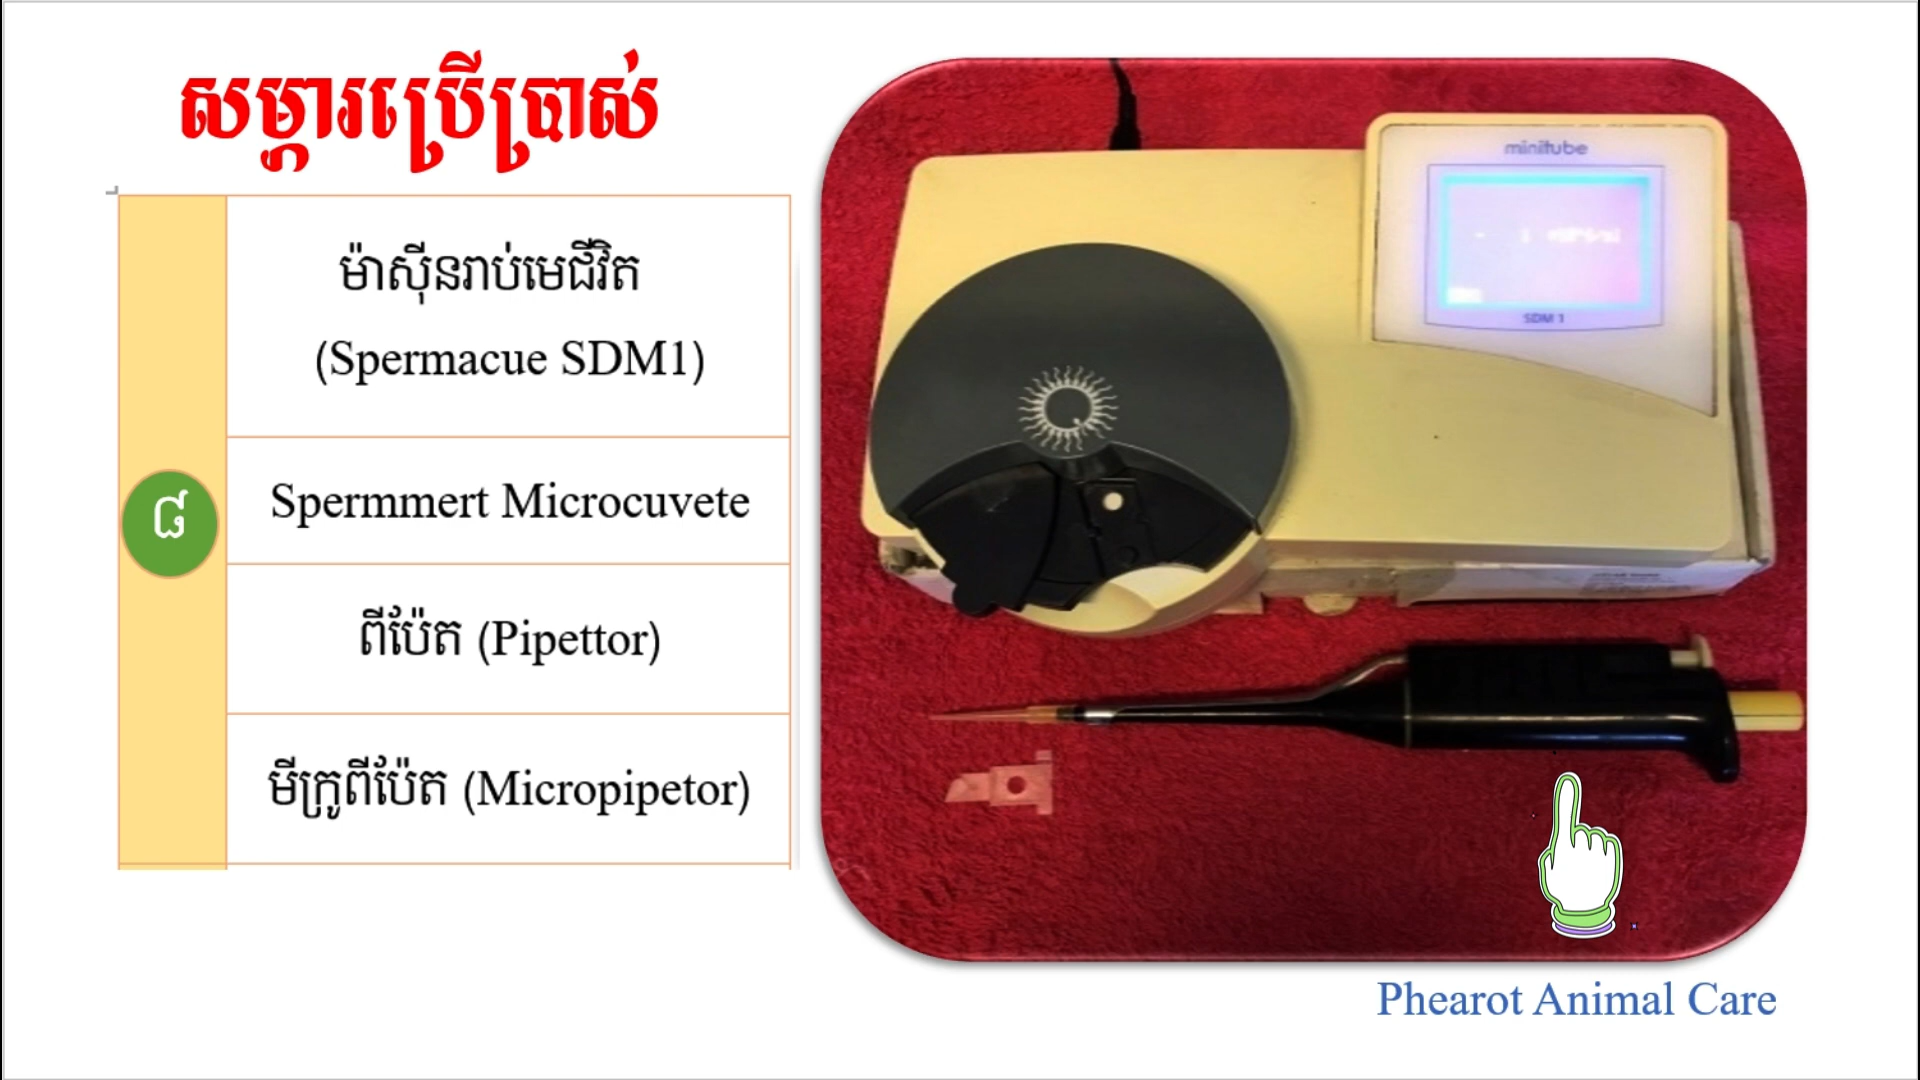 សម្ភារប្រើប្រាស់
ម៉ាស៊ីនរាប់មេជីវិត
(Spermacue SDM1)
៨
Spermmert Microcuvete
ពីប៉ែត (Pipettor)
មីក្រូពីប៉ែត (Micropipetor)
minitube
SDM 1
Phearot Animal Care